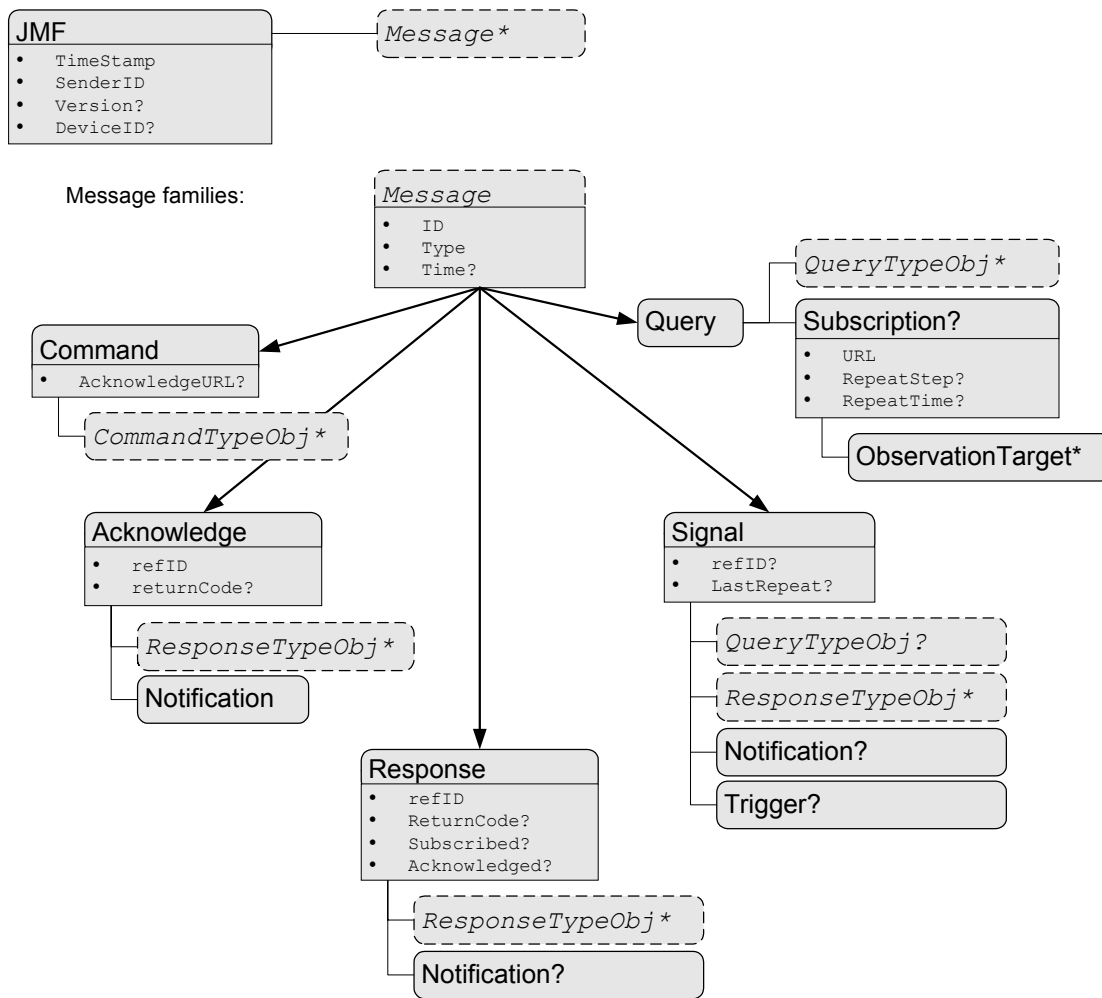 JMF
• TimeStamp
• SenderID
• Version?
• DeviceID?
Message*
Message families:
Message
• ID
• Type
• Time?
Query
QueryTypeObj*
Subscription?
• URL
• RepeatStep?
• RepeatTime?
ObservationTarget*
Command
• AcknowledgeURL?
CommandTypeObj*
Acknowledge
• refID
• returnCode?
ResponseTypeObj*
Notification
Signal
• refID?
• LastRepeat?
QueryTypeObj?
ResponseTypeObj*
Notification?
Trigger?
Response
• refID
• ReturnCode?
• Subscribed?
• Acknowledged?
ResponseTypeObj*
Notification?